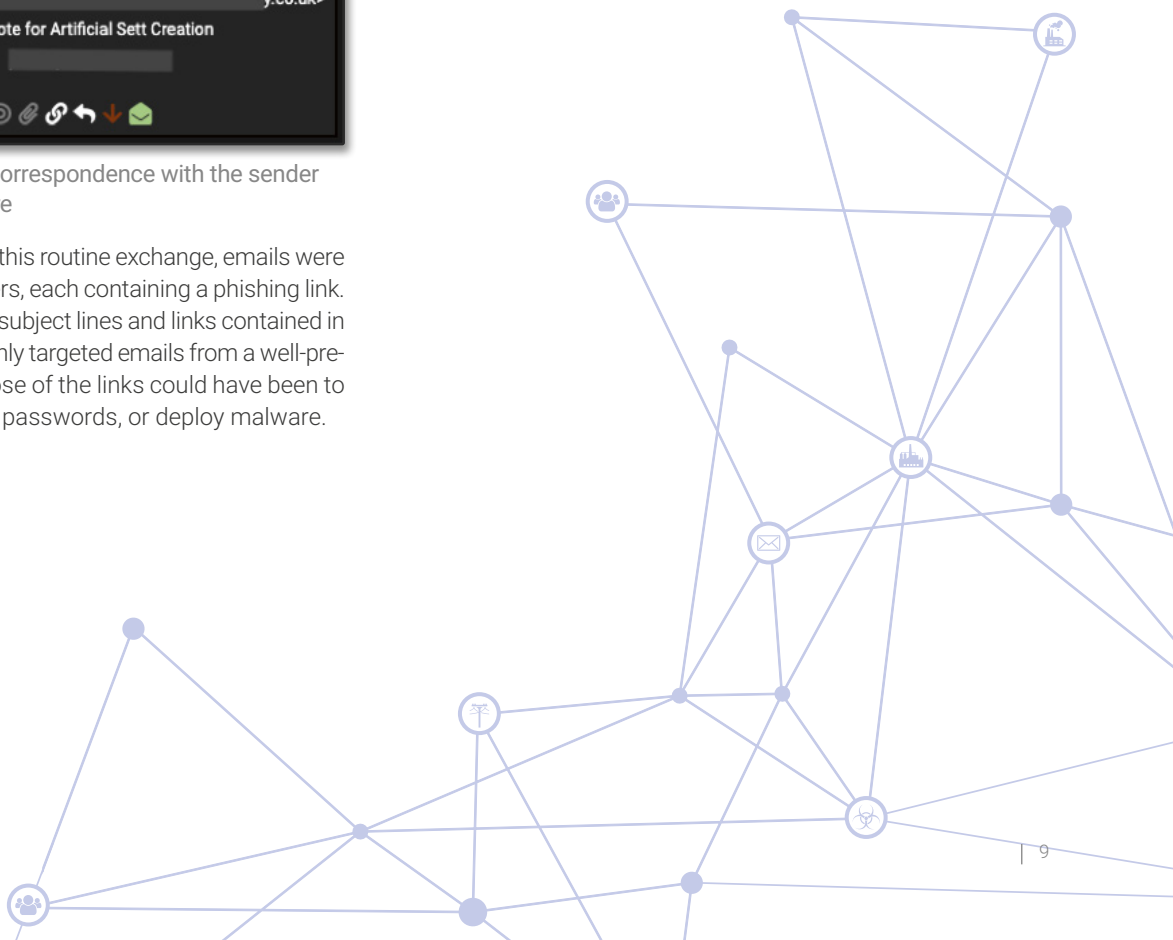 y.co.uk>
ote for Artificial Sett Creation
orrespondence with the sender
e
this routine exchange, emails were
rs, each containing a phishing link.
subject lines and links contained in
nly targeted emails from a well-pre-
ose of the links could have been to
passwords, or deploy malware.
| 9